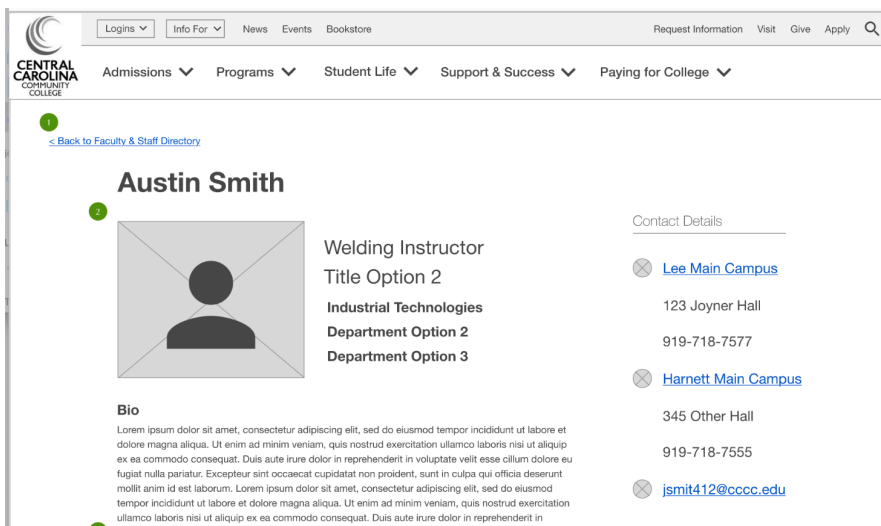 Logins
Info For
News
Events
Bookstore
Request Information
Visit
Give
Apply
CENTRAL
CAROLINA
COMMUNITY
COLLEGE
Admissions
Programs
Student Life
Support & Success
Paying for College
1
< Back to Faculty & Staff Directory
Austin Smith
2
Welding Instructor
Title Option 2
Industrial Technologies
Department Option 2
Department Option 3
Contact Details
Lee Main Campus
123 Joyner Hall
919-718-7577
Harnett Main Campus
345 Other Hall
919-718-7555
jsmit412@cccc.edu
Bio
Lorem ipsum dolor sit amet, consectetur adipiscing elit, sed do eiusmod tempor incididunt ut labore et
dolore magna aliqua. Ut enim ad minim veniam, quis nostrud exercitation ullamco laboris nisi ut aliquip
ex ea commodo consequat. Duis aute irure dolor in reprehenderit in voluptate velit esse cillum dolore eu
fugiat nulla pariatur. Excepteur sint occaecat cupidatat non proident, sunt in culpa qui officia deserunt
mollit anim id est laborum. Lorem ipsum dolor sit amet, consectetur adipiscing elit, sed do eiusmod
tempor incididunt ut labore et dolore magna aliqua. Ut enim ad minim veniam, quis nostrud exercitation
ullamco laboris nisi ut aliquip ex ea commodo consequat. Duis aute irure dolor in reprehenderit in